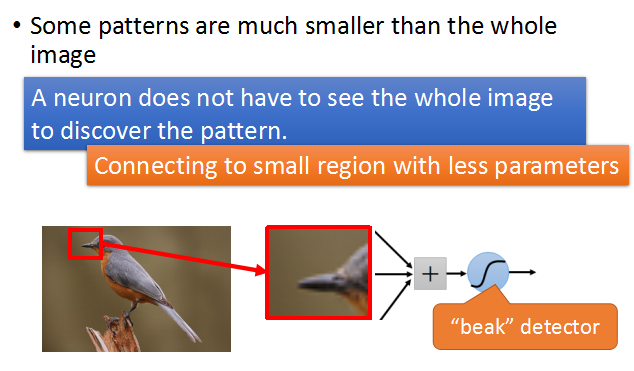 • Some patterns are much smaller than the whole
image
A neuron does not have to see the whole image
to discover the pattern.
Connecting to small region with less parameters
+
“beak” detector